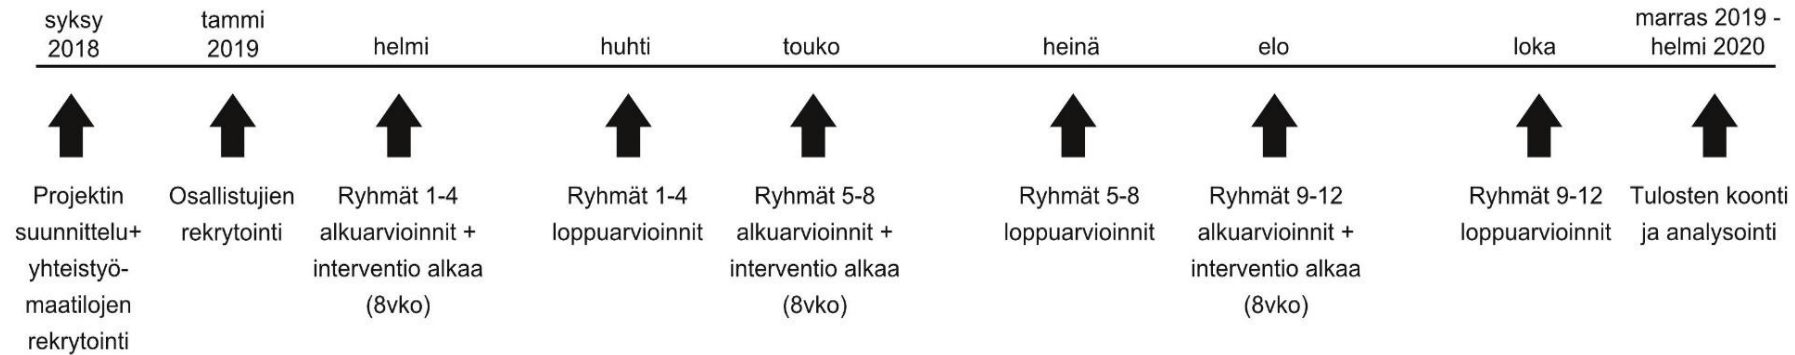 syksy
2018
tammi
2019
helmi
huhti
touko
heinä
elo
loka
marras 2019 -
helmi 2020
Projektin
suunnittelu+
yhteistyö-
maatilojen
rekrytointi
Osallistujien
rekrytointi
Ryhmät 1-4
alkuarvioinnit +
interventio alkaa
(8vko)
Ryhmät 1-4
loppuarvioinnit
Ryhmät 5-8
alkuarvioinnit +
interventio alkaa
(8vko)
Ryhmät 5-8
loppuarvioinnit
Ryhmät 9-12
alkuarvioinnit +
interventio alkaa
(8vko)
Ryhmät 9-12
loppuarvioinnit
Tulosten koonti
ja analysointi